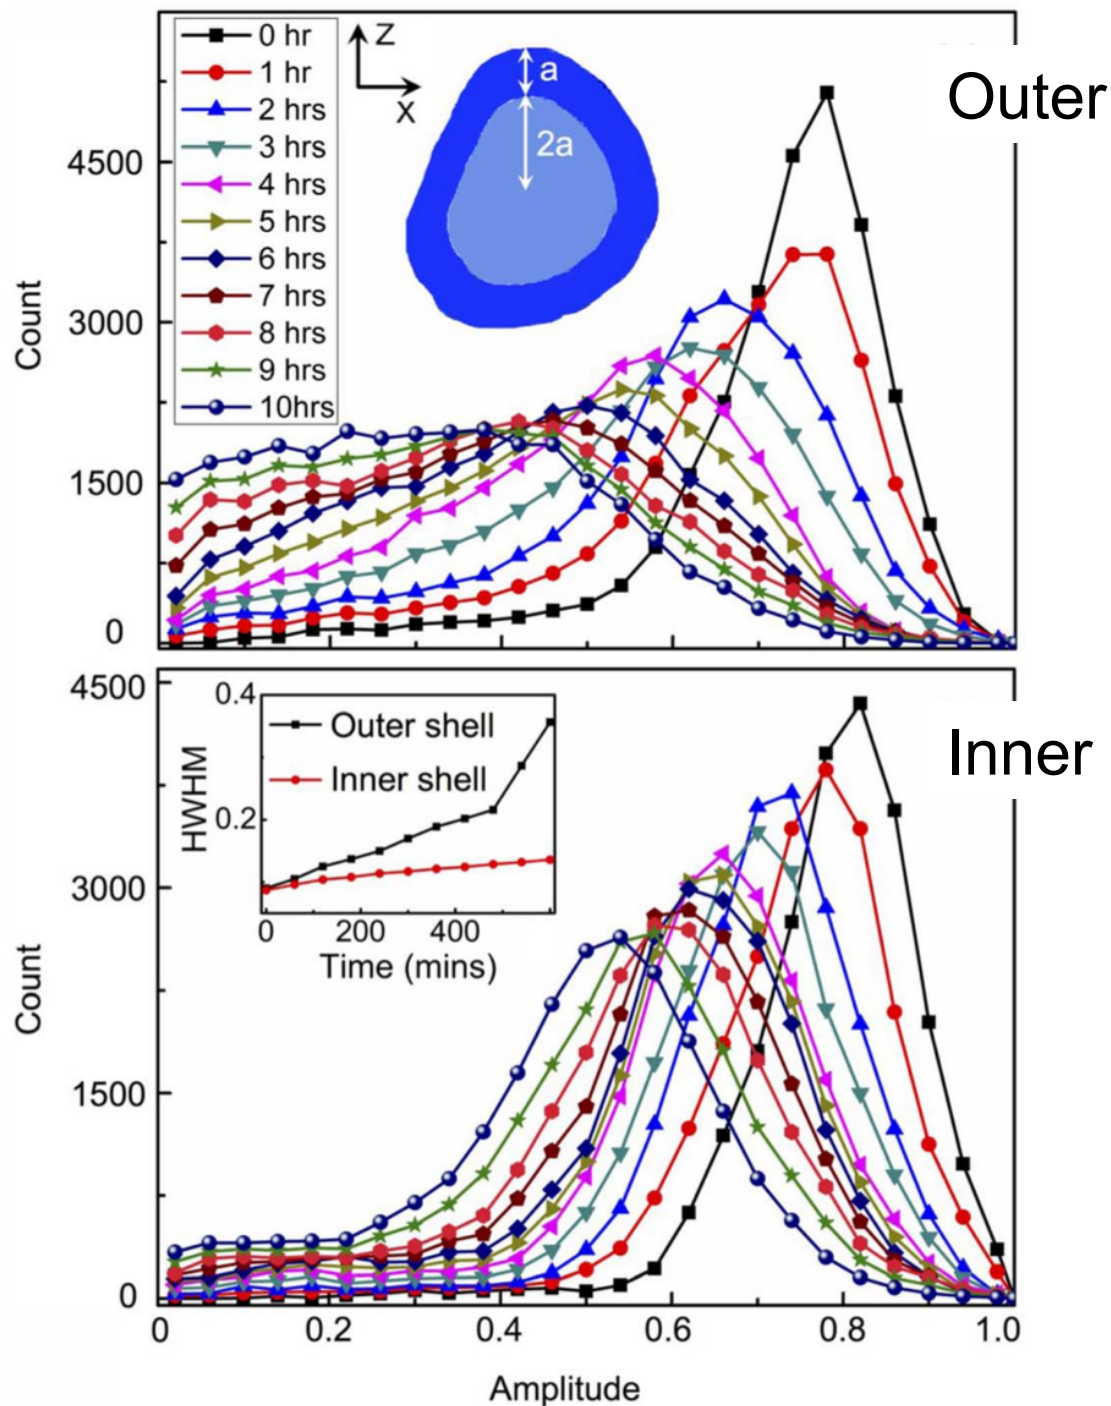 Outer
0 hr
1 hr
2 hrs
3 hrs
4 hrs
5 hrs
6 hrs
7 hrs
8 hrs
9 hrs
10hrs
Z
X
a
2a
4500
3000
1500
0
Count
Inner
4500
3000
1500
0
Count
0.4
0.2
HWHM
Outer shell
Inner shell
0 200 400
Time (mins)
0 0.2 0.4 0.6 0.8 1.0
Amplitude